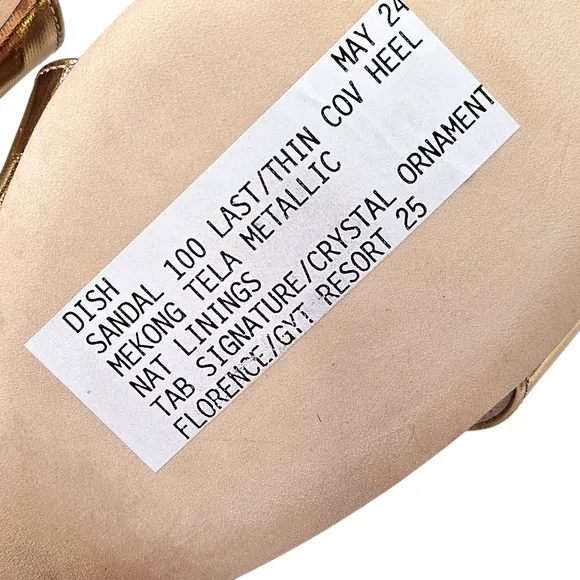 MAY 24
DISH
SANDAL 100 LAST/THIN COV HEEL
MEKONG TELA METALLIC
NAT LININGS
TAB SIGNATURE/CRYSTAL ORNAMENT
FLORENCE/GYT RESORT 25